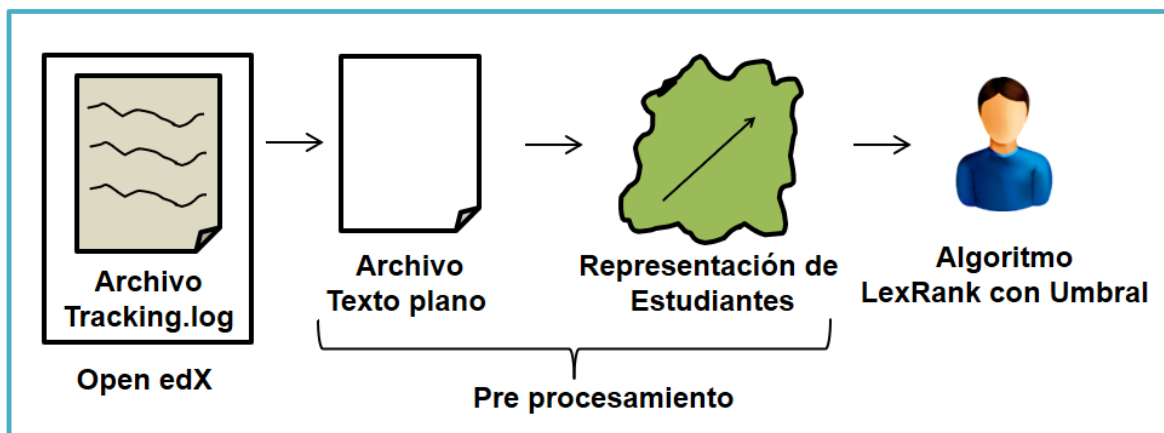 Archivo
Tracking.log
Open edX
Archivo
Texto plano
Representación de
Estudiantes
Pre procesamiento
Algoritmo
LexRank con Umbral